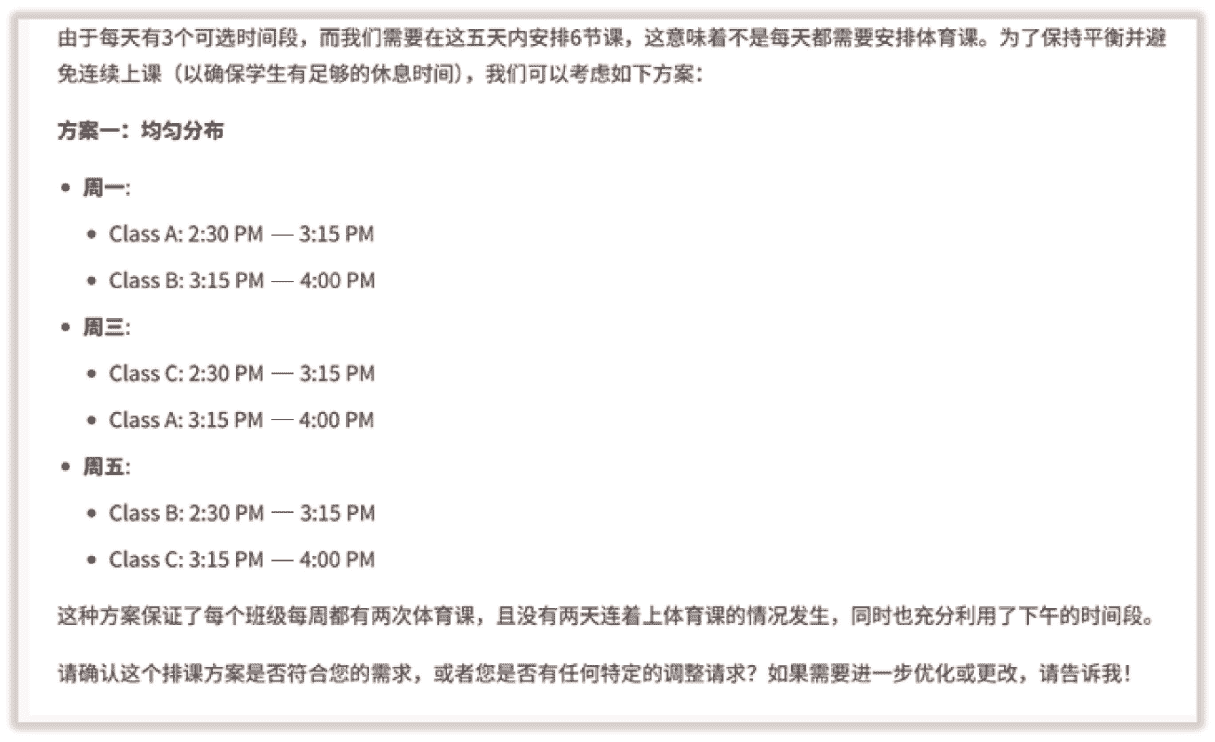 由于每天有3个可选时间段，而我们需要在这五天内安排6节课，这意味着不是每天都需要安排体育课。为了保持平衡并避
免连续上课（以确保学生有足够的休息时间），我们可以考虑如下方案：
方案一：均匀分布
• 周一:
• Class A: 2:30 PM — 3:15 PM
• Class B: 3:15 PM — 4:00 PM
• 周三:
• Class C: 2:30 PM — 3:15 PM
• Class A: 3:15 PM — 4:00 PM
• 周五:
• Class B: 2:30 PM — 3:15 PM
• Class C: 3:15 PM — 4:00 PM
这种方案保证了每个班级每周都有两次体育课，且没有两天连着上体育课的情况发生，同时也充分利用了下午的时间段。
请确认这个排课方案是否符合您的需求，或者您是否有任何特定的调整请求？如果需要进一步优化或更改，请告诉我！